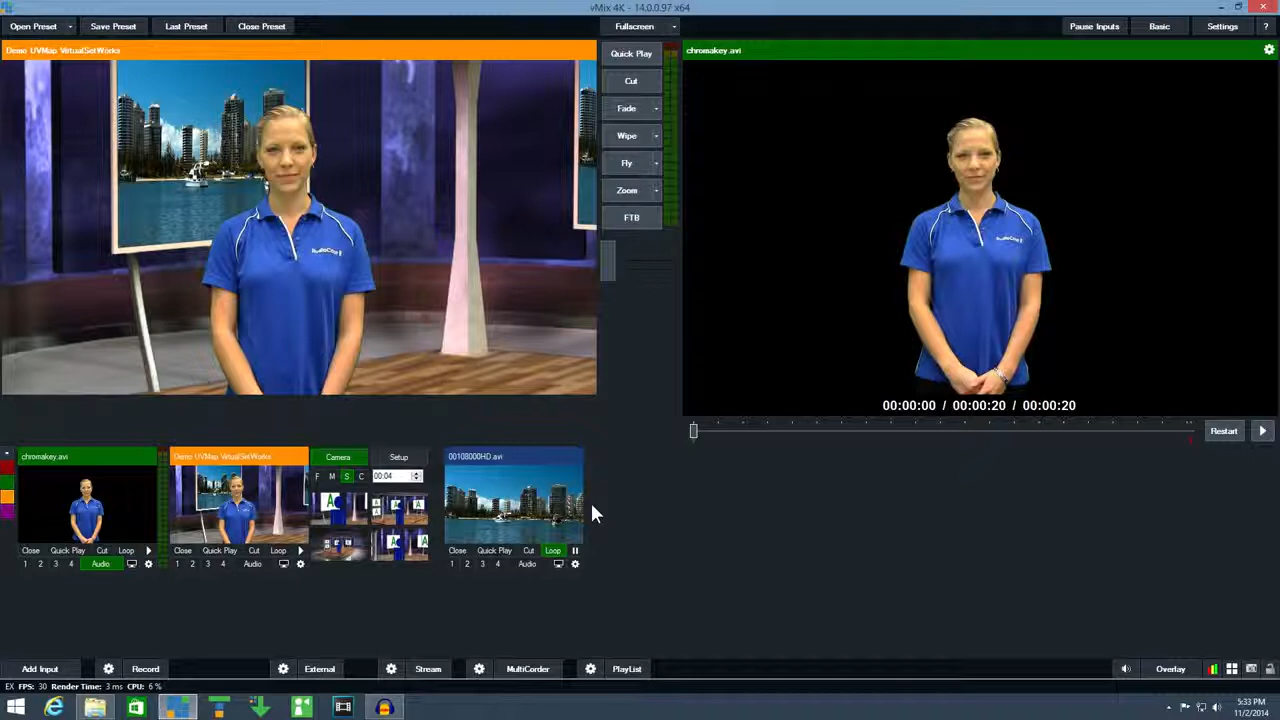 vMix 4K - 14.0.0.97 x64
Open Preset
Save Preset
Last Preset
Close Preset
Fullscreen
Pause Inputs
Basic
Settings
?
Demo UVMap VirtualSetWorks
Quick Play
Cut
Fade
Wipe
Fly
Zoom
FTB
chromakey.avi
00:00:00 / 00:00:20 / 00:00:20
Restart
chromakey.avi
Close Quick Play Cut Loop
1 2 3 4 Audio
Demo UVMap VirtualSetWorks
Close Quick Play Cut Loop
1 2 3 4 Audio
Camera Setup
F M S C 00:04
00108000HD.avi
Close Quick Play Cut Loop
1 2 3 4 Audio
Add Input
Record
External
Stream
MultiCorder
PlayList
Overlay
EX FPS: 30 Render Time: 3 ms CPU: 6 %
5:33 PM
11/2/2014